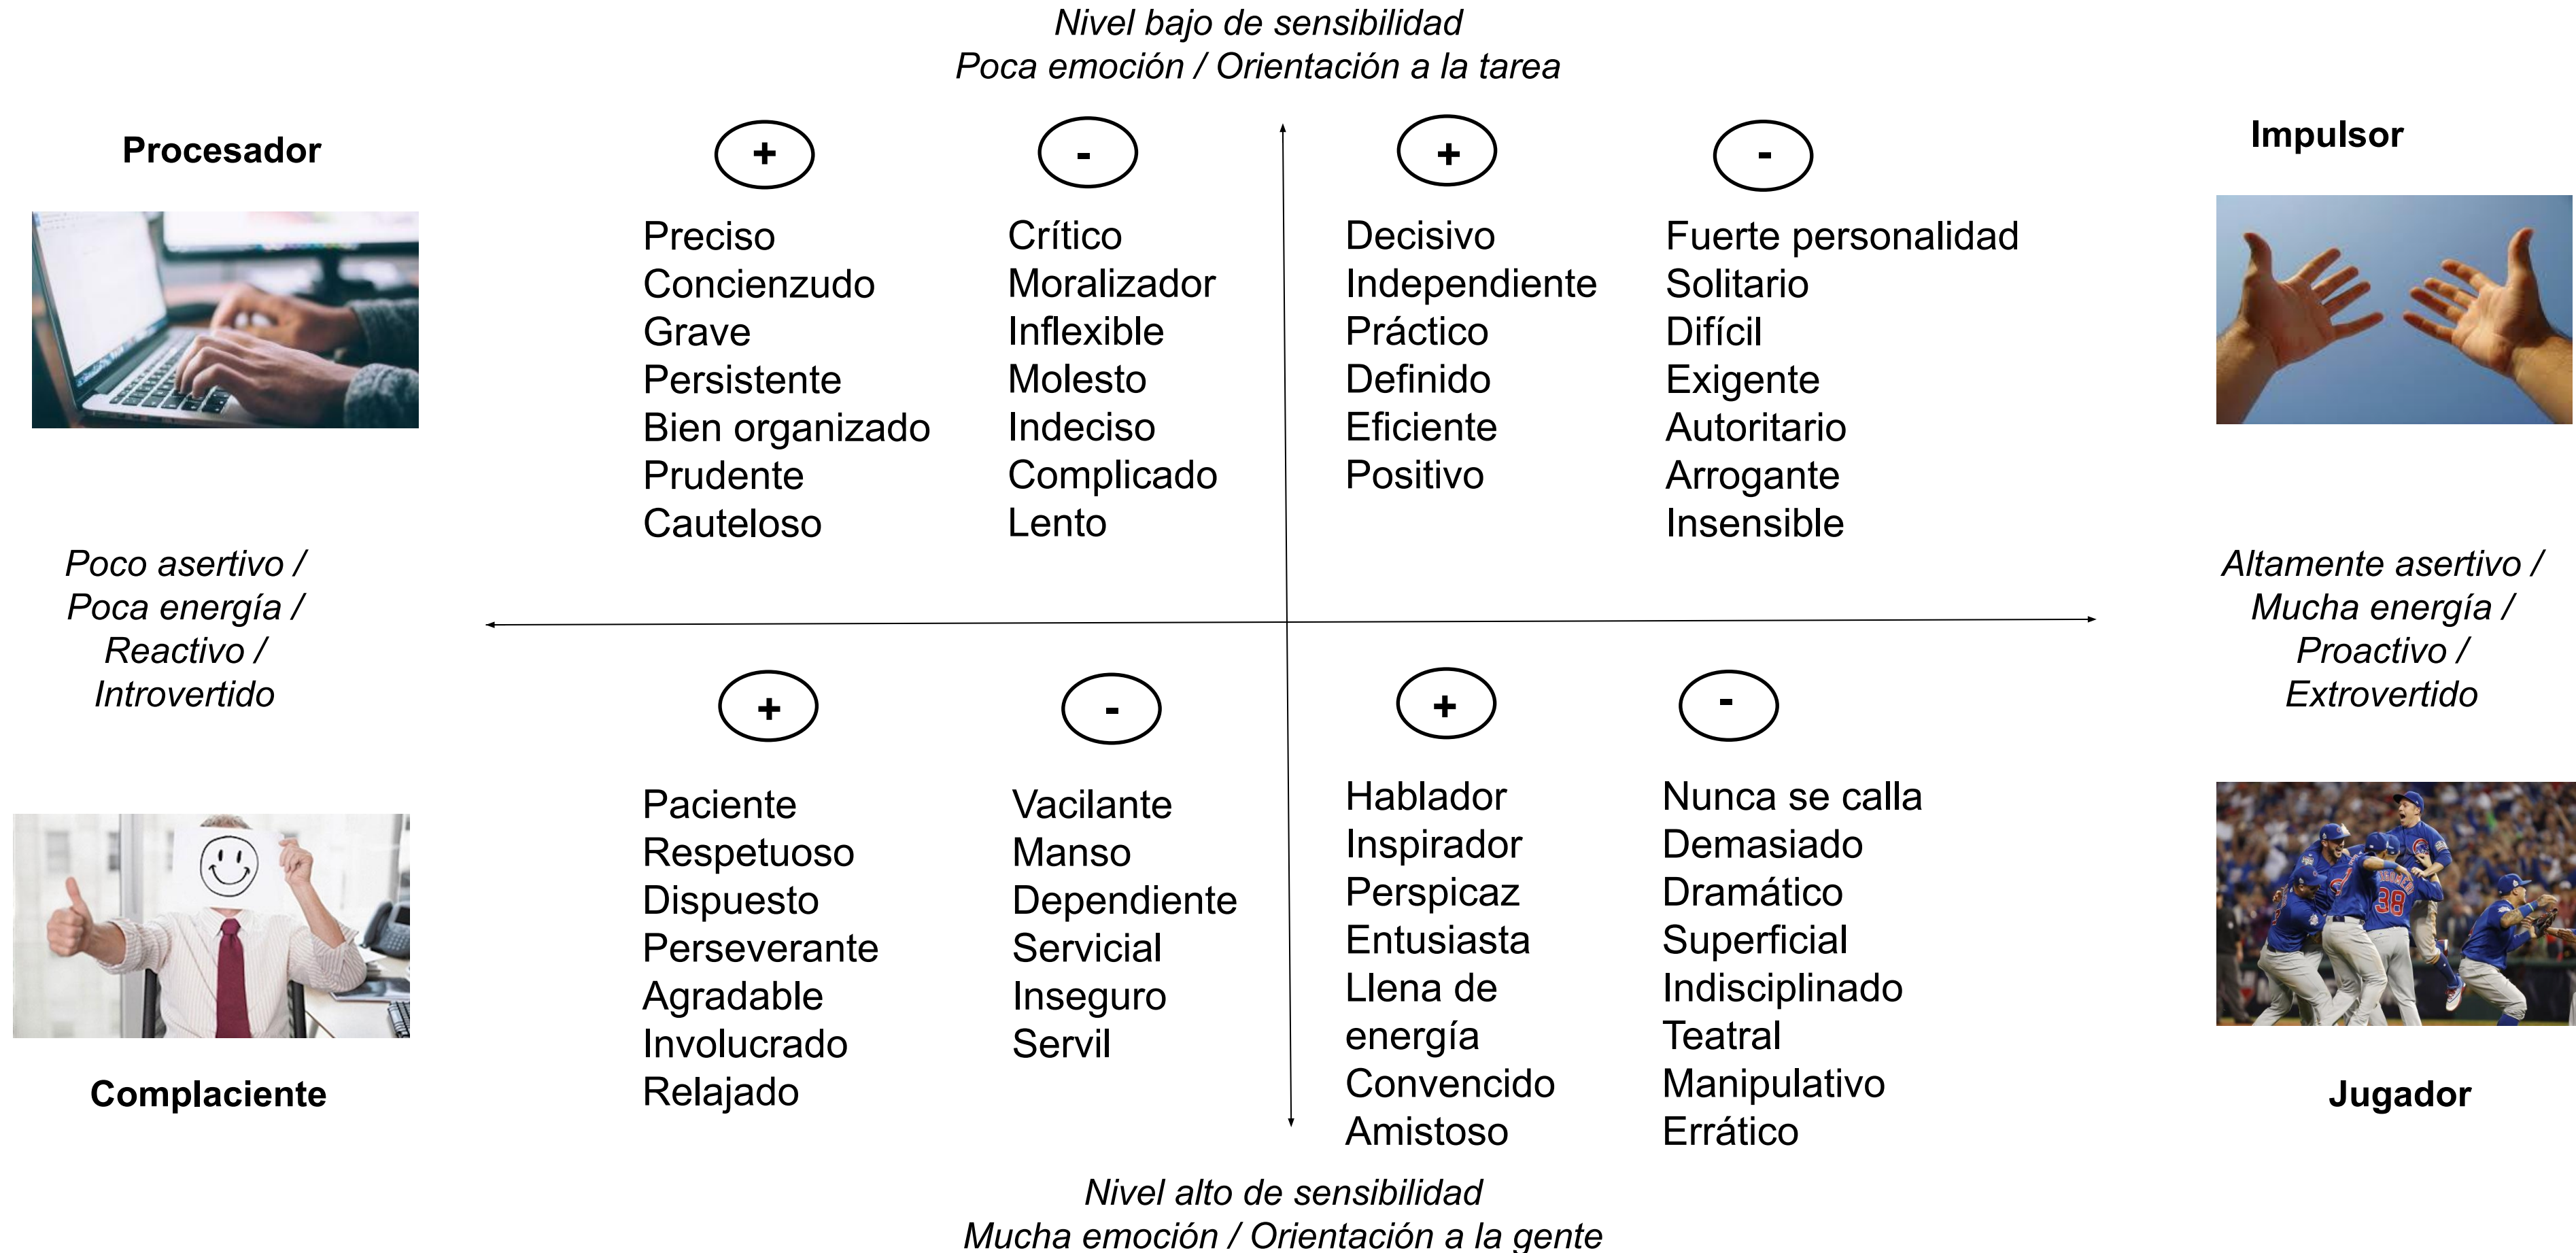 Nivel bajo de sensibilidad
Poca emoción / Orientación a la tarea
Procesador
+
-
+
-
Impulsor
Preciso
Concienzudo
Grave
Persistente
Bien organizado
Prudente
Cauteloso
Crítico
Moralizador
Inflexible
Molesto
Indeciso
Complicado
Lento
Decisivo
Independiente
Práctico
Definido
Eficiente
Positivo
Fuerte personalidad
Solitario
Difícil
Exigente
Autoritario
Arrogante
Insensible
Poco asertivo /
Poca energía /
Reactivo /
Introvertido
Altamente asertivo /
Mucha energía /
Proactivo /
Extrovertido
+
-
+
-
Paciente
Respetuoso
Dispuesto
Perseverante
Agradable
Involucrado
Relajado
Vacilante
Manso
Dependiente
Servicial
Inseguro
Servil
Hablador
Inspirador
Perspicaz
Entusiasta
Llena de
energía
Convencido
Amistoso
Nunca se calla
Demasiado
Dramático
Superficial
Indisciplinado
Teatral
Manipulativo
Errático
38
Complaciente
Jugador
Nivel alto de sensibilidad
Mucha emoción / Orientación a la gente